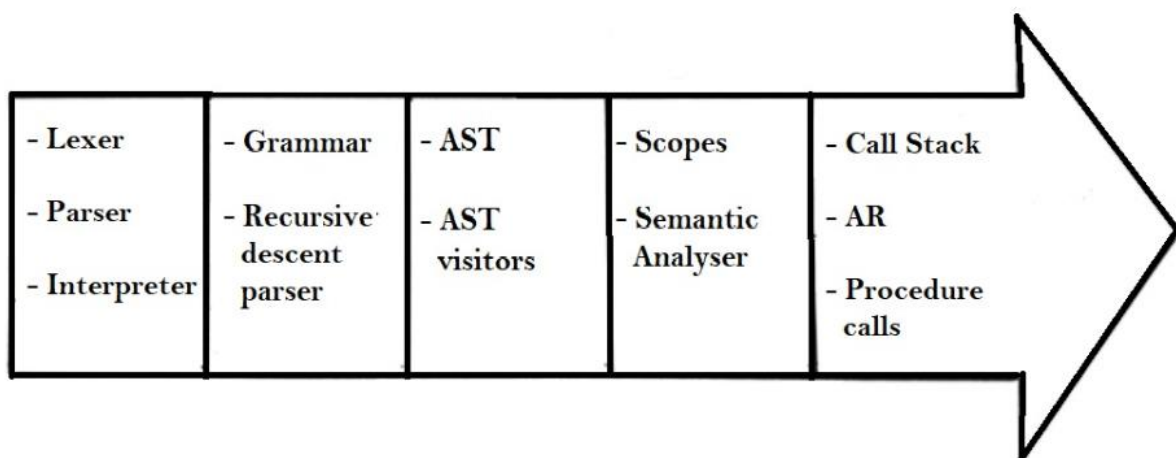 - Lexer
- Parser
- Interpreter
- Grammar
- Recursive
descent
parser
- AST
- AST
visitors
- Scopes
- Semantic
Analyser
- Call Stack
- AR
- Procedure
calls